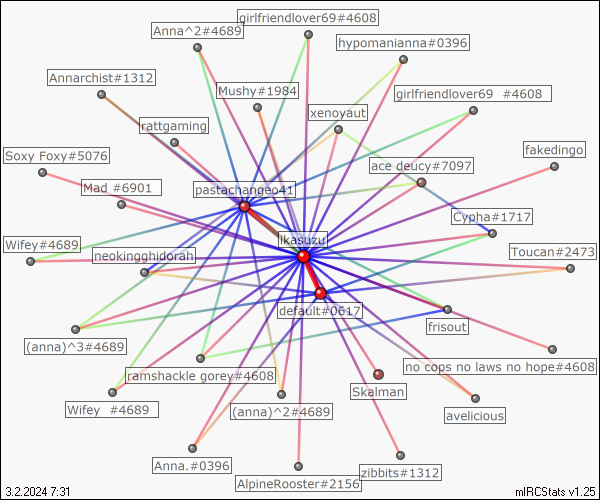 girlfriendlover69#4608
Anna^2#4689
hypomanianna#0396
Annarchist#1312
Mushy#1984
girlfriendlover69 #4608
xenoyaut
rattgaming
Soxy Foxy#5076
fakedingo
ace deucy#7097
Mad #6901
pastachangeo41
Cypha#1717
Wifey#4689
likasuzu
neokingghidorah
Toucan#2473
default#0617
frisout
(anna)^3#4689
no cops no laws no hope#4608
ramshackle gorey#4608
Skalman
Wifey #4689
(anna)^2#4689
avelicious
Anna.#0396
zibbits#1312
AlpineRooster#2156
3.2.2024 7:31
mIRCStats v1.25